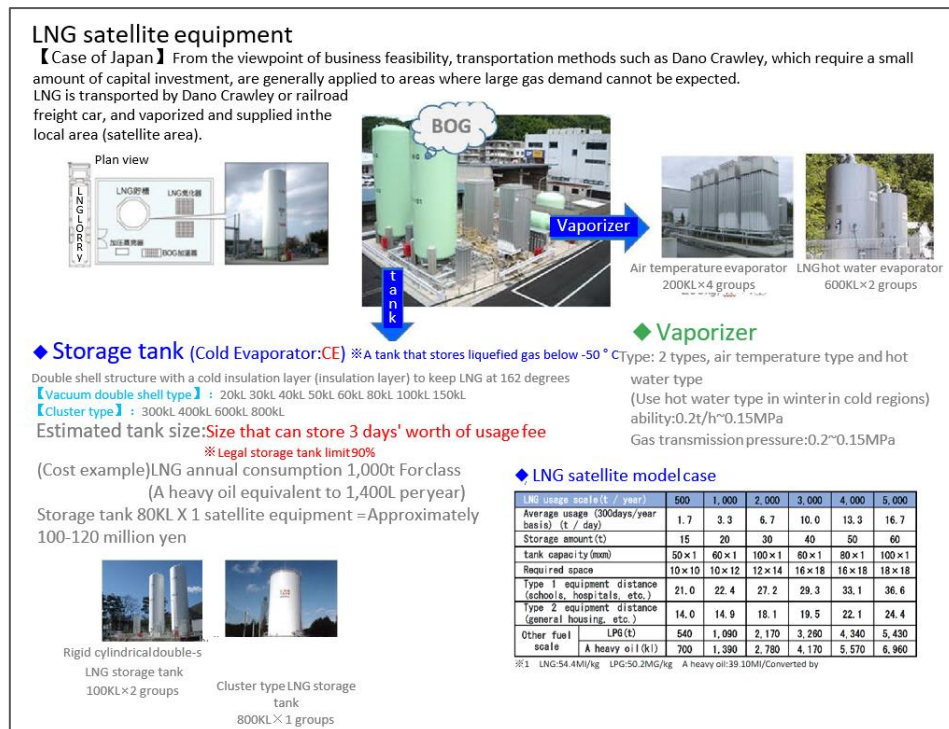 LNG satellite equipment
【Case of Japan】From the viewpoint of business feasibility, transportation methods such as Dano Crawley, which require a small
amount of capital investment, are generally applied to areas where large gas demand cannot be expected.
LNG is transported by Dano Crawley or railroad
freight car, and vaporized and supplied in the
local area (satellite area).
BOG
Plan view
LNG LORRY
LNG貯槽
LNG気化器
加圧蒸発器
BOG加温器
Vaporizer
tank
Air temperature evaporator
200KL×4 groups
LNG hot water evaporator
600KL×2 groups
◆Storage tank (Cold Evaporator:CE) ※A tank that stores liquefied gas below -50 ° C
Double shell structure with a cold insulation layer (insulation layer) to keep LNG at 162 degrees
【Vacuum double shell type】: 20kL 30kL 40kL 50kL 60kL 80kL 100kL 150kL
【Cluster type】: 300kL 400kL 600kL 800kL
Estimated tank size:Size that can store 3 days' worth of usage fee
※Legal storage tank limit 90%
(Cost example)LNG annual consumption 1,000t For class
(A heavy oil equivalent to 1,400L per year)
Storage tank 80KL X 1 satellite equipment =Approximately
100-120 million yen
Rigid cylindrical double-s
LNG storage tank
100KL×2 groups
Cluster type LNG storage
tank
800KL×1 groups
◆Vaporizer
Type: 2 types, air temperature type and hot
water type
(Use hot water type in winter in cold regions)
ability:0.2t/h~0.15MPa
Gas transmission pressure:0.2~0.15MPa
◆LNG satellite model case
LNG usage scale(t / year) 500 1,000 2,000 3,000 4,000 5,000
Average usage (300days/year
basis) (t / day) 1.7 3.3 6.7 10.0 13.3 16.7
Storage amount(t) 15 20 30 40 50 60
tank capacity(mxm) 50×1 60×1 100×1 60×1 80×1 100×1
Required space 10×10 10×12 12×14 16×18 16×18 18×18
Type 1 equipment distance
(schools, hospitals, etc.) 21.0 22.4 27.2 29.3 33.1 36.6
Type 2 equipment distance
(general housing, etc.) 14.0 14.9 18.1 19.5 22.1 24.4
Other fuel
scale
LPG(t) 540 1,090 2,170 3,260 4,340 5,430
A heavy oil(kl) 700 1,390 2,780 4,170 5,570 6,960
※1 LNG:54.4MI/kg LPG:50.2MG/kg A heavy oil:39.10MI/Converted by